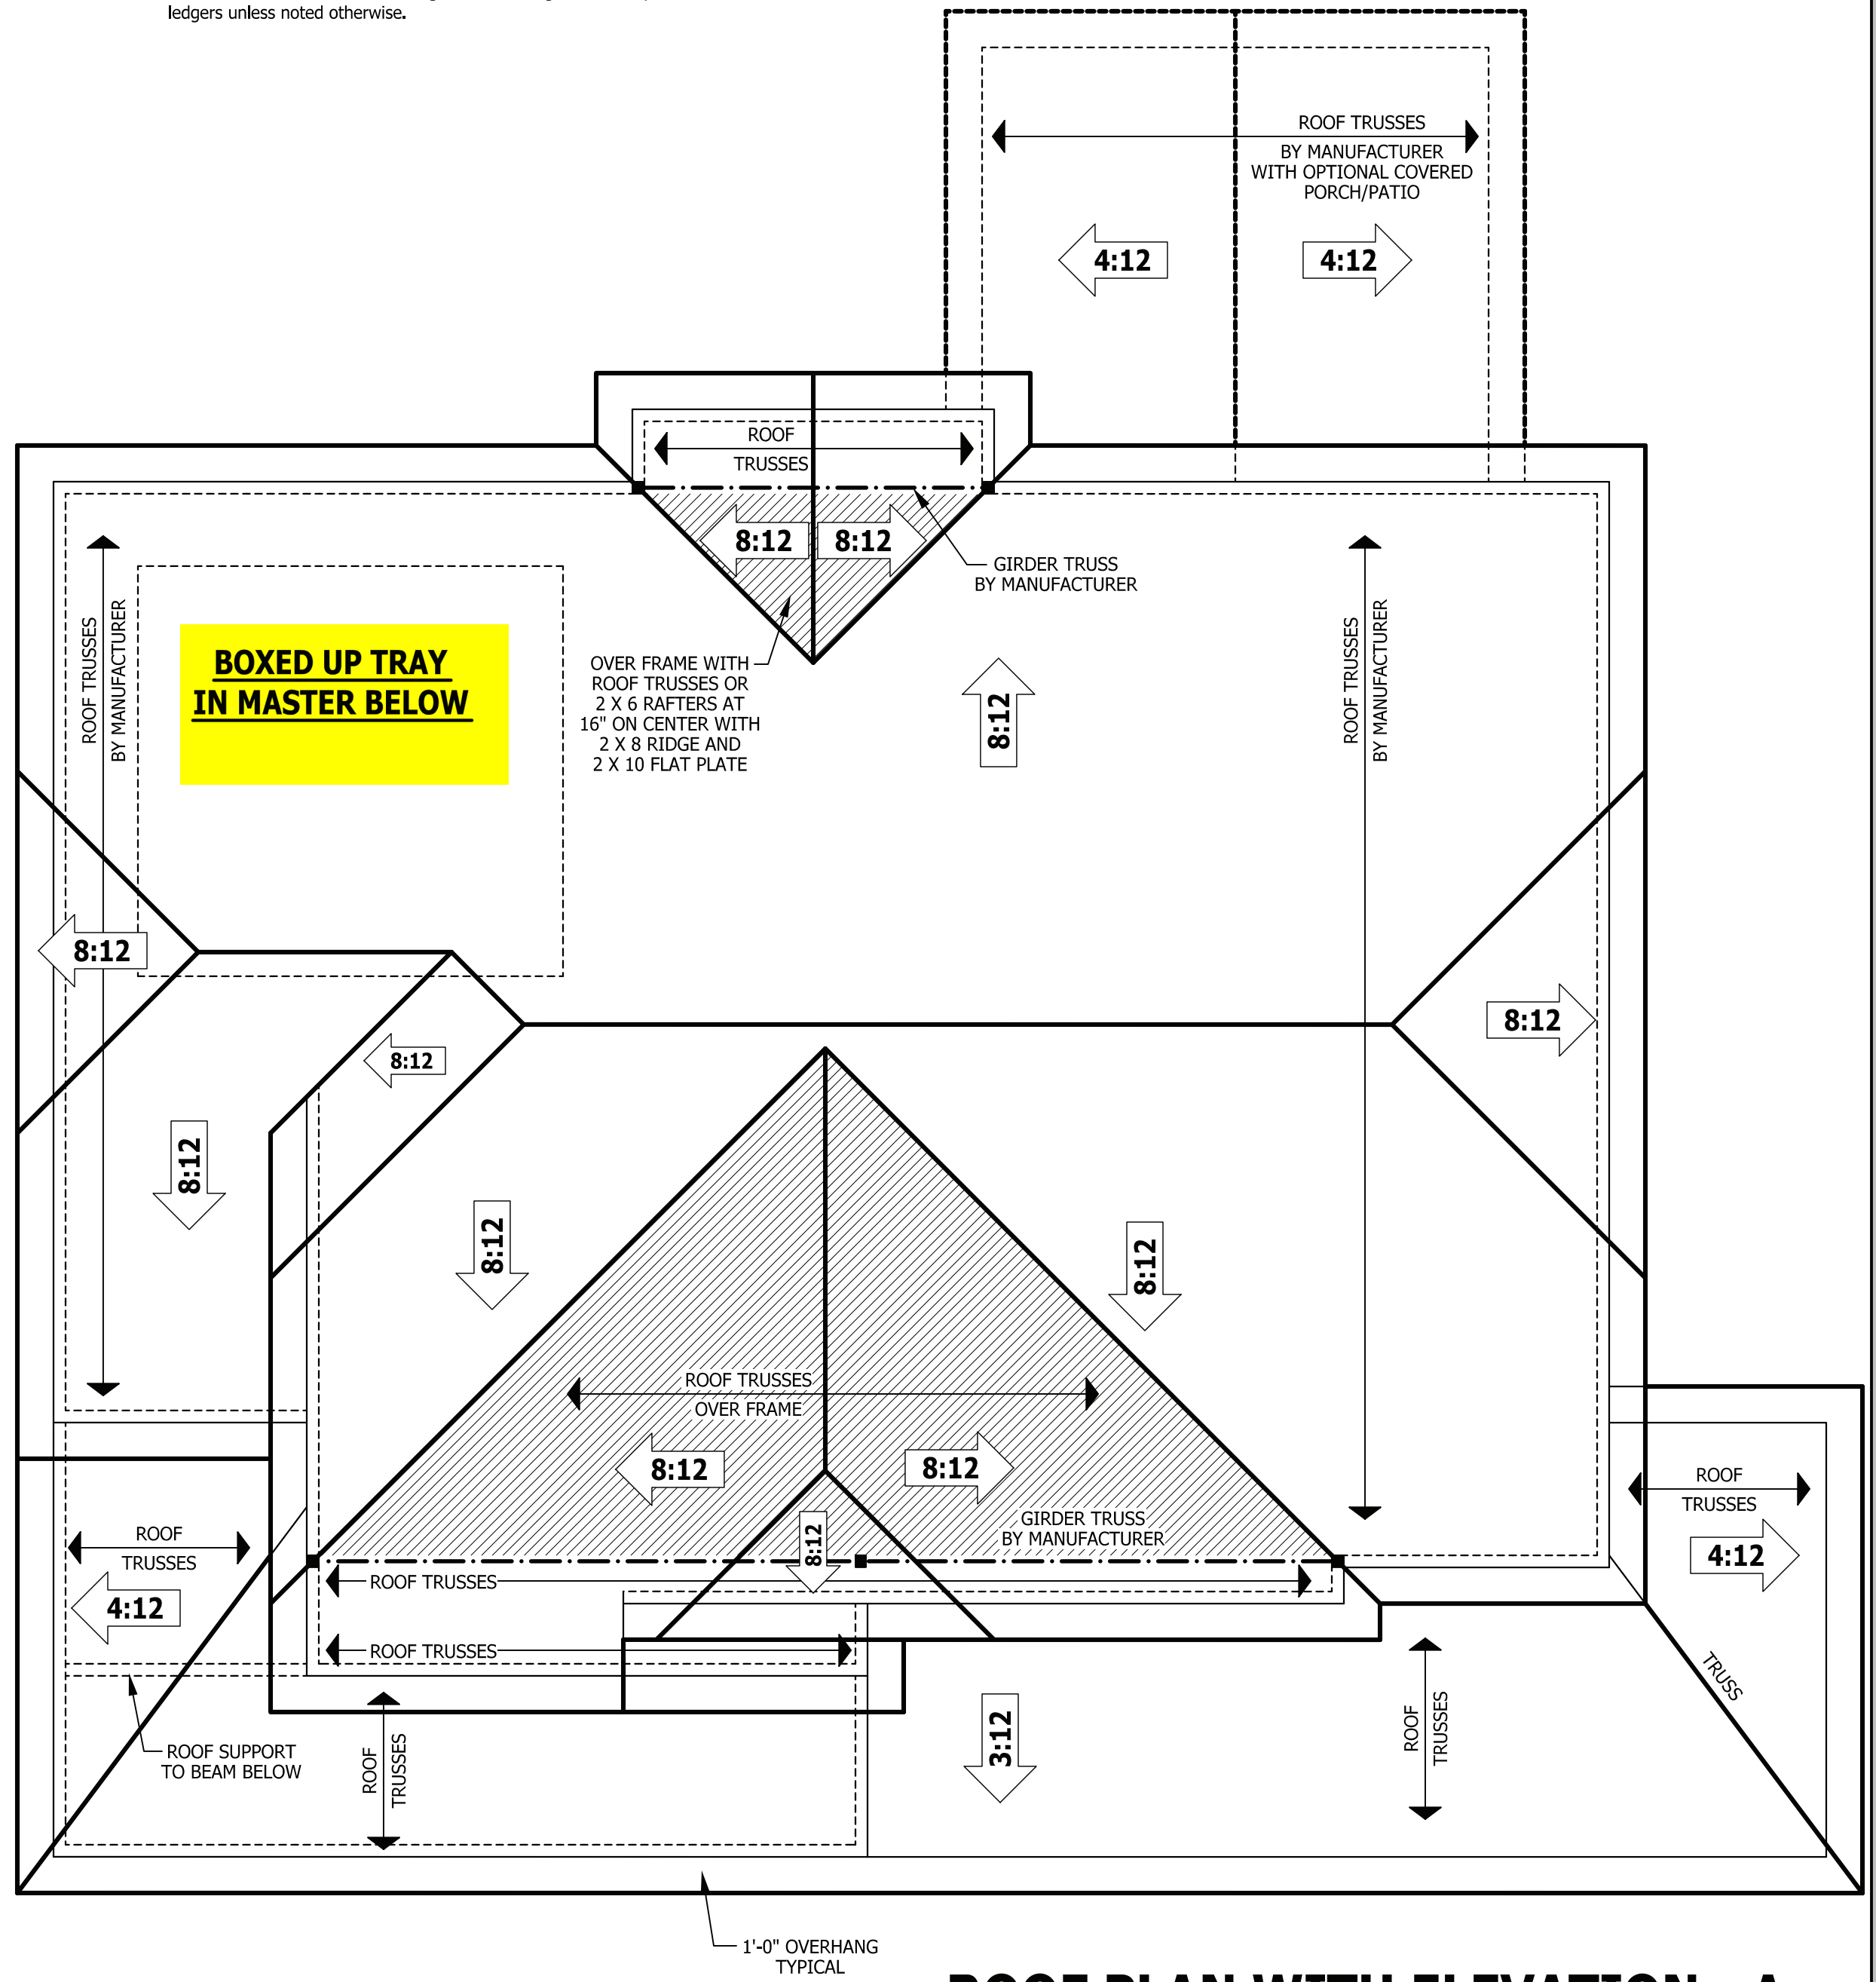 ledgers unless noted otherwise.
ROOF TRUSSES
BY MANUFACTURER
WITH OPTIONAL COVERED
PORCH/PATIO
4:12
4:12
ROOF
TRUSSES
8:12
8:12
GIRDER TRUSS
BY MANUFACTURER
ROOF TRUSSES
BY MANUFACTURER
BOXED UP TRAY
IN MASTER BELOW
OVER FRAME WITH
ROOF TRUSSES OR
2 X 6 RAFTERS AT
16" ON CENTER WITH
2 X 8 RIDGE AND
2 X 10 FLAT PLATE
8:12
ROOF TRUSSES
BY MANUFACTURER
8:12
8:12
8:12
8:12
8:12
8:12
ROOF TRUSSES
OVER FRAME
8:12
8:12
GIRDER TRUSS
BY MANUFACTURER
8:12
ROOF
TRUSSES
4:12
ROOF
TRUSSES
4:12
ROOF TRUSSES
ROOF TRUSSES
TRUSS
ROOF SUPPORT
TO BEAM BELOW
ROOF
TRUSSES
3:12
ROOF
TRUSSES
1'-0" OVERHANG
TYPICAL
ROOF PLAN WITH ELEVATION A